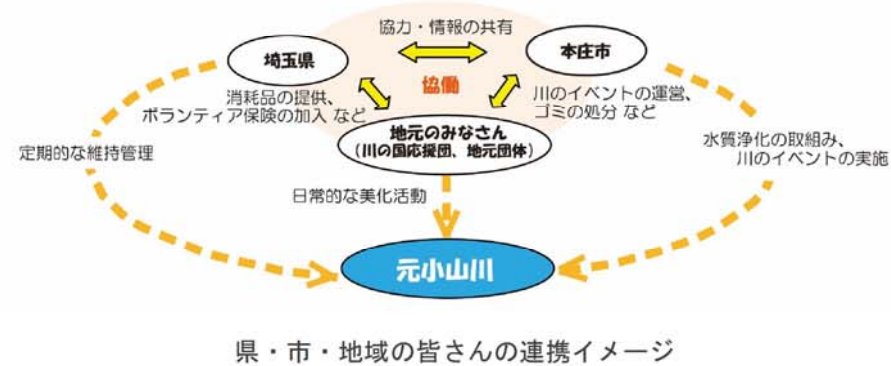 協力・情報の共有
埼玉県
本庄市
協働
消耗品の提供、
ボランティア保険の加入 など
川のイベントの運営、
ゴミの処分 など
地元のみなさん
(川の国応援団、地元団体)
定期的な維持管理
水質浄化の取組み、
川のイベントの実施
日常的な美化活動
元小山川
県・市・地域の皆さんの連携イメージ